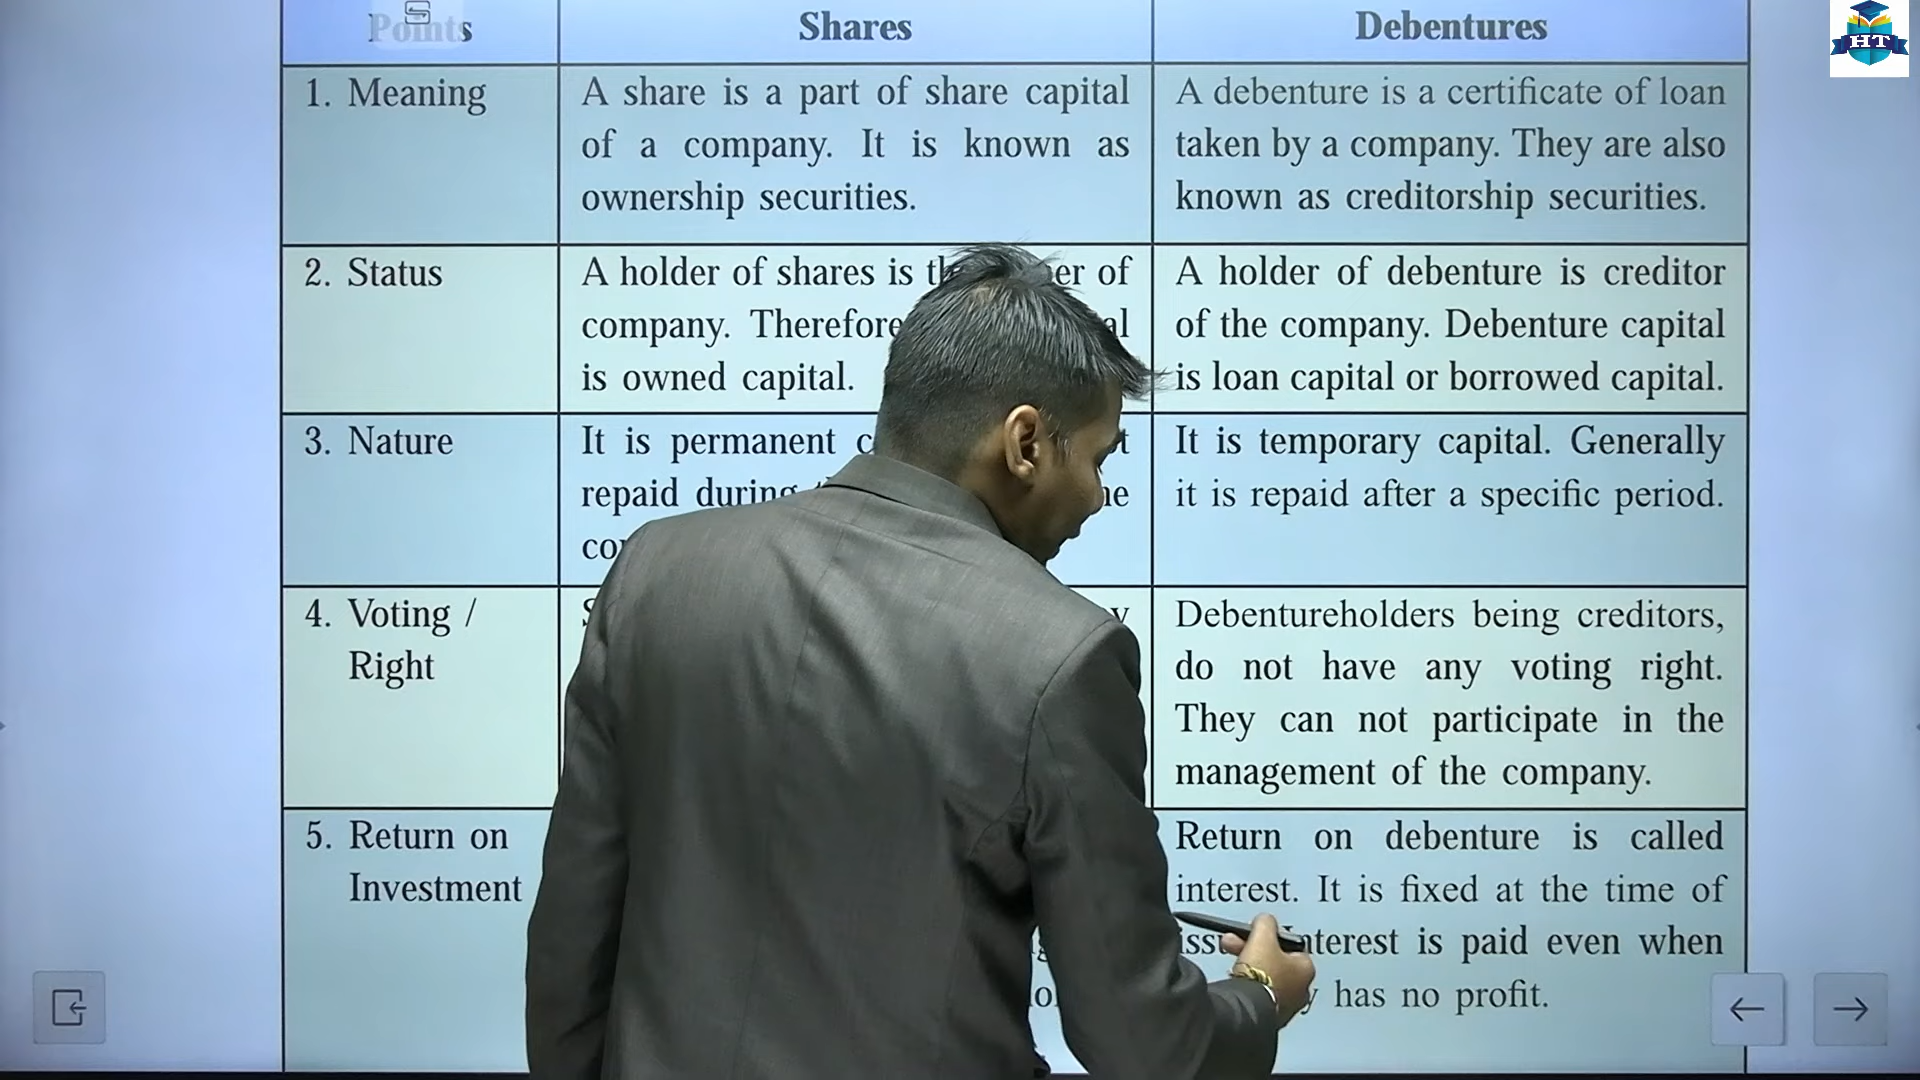 Points Shares Debentures
1. Meaning
A share is a part of share capital
of a company. It is known as
ownership securities.
A debenture is a certificate of loan
taken by a company. They are also
known as creditorship securities.
2. Status
A holder of shares is of
company. Therefore
is owned capital.
A holder of debenture is creditor
of the company. Debenture capital
is loan capital or borrowed capital.
3. Nature
It is permanent
repaid during
It is temporary capital. Generally
it is repaid after a specific period.
4. Voting /
Right
Debentureholders being creditors,
do not have any voting right.
They can not participate in the
management of the company.
5. Return on
Investment
Return on debenture is called
interest. It is fixed at the time of
Interest is paid even when
has no profit.
HT